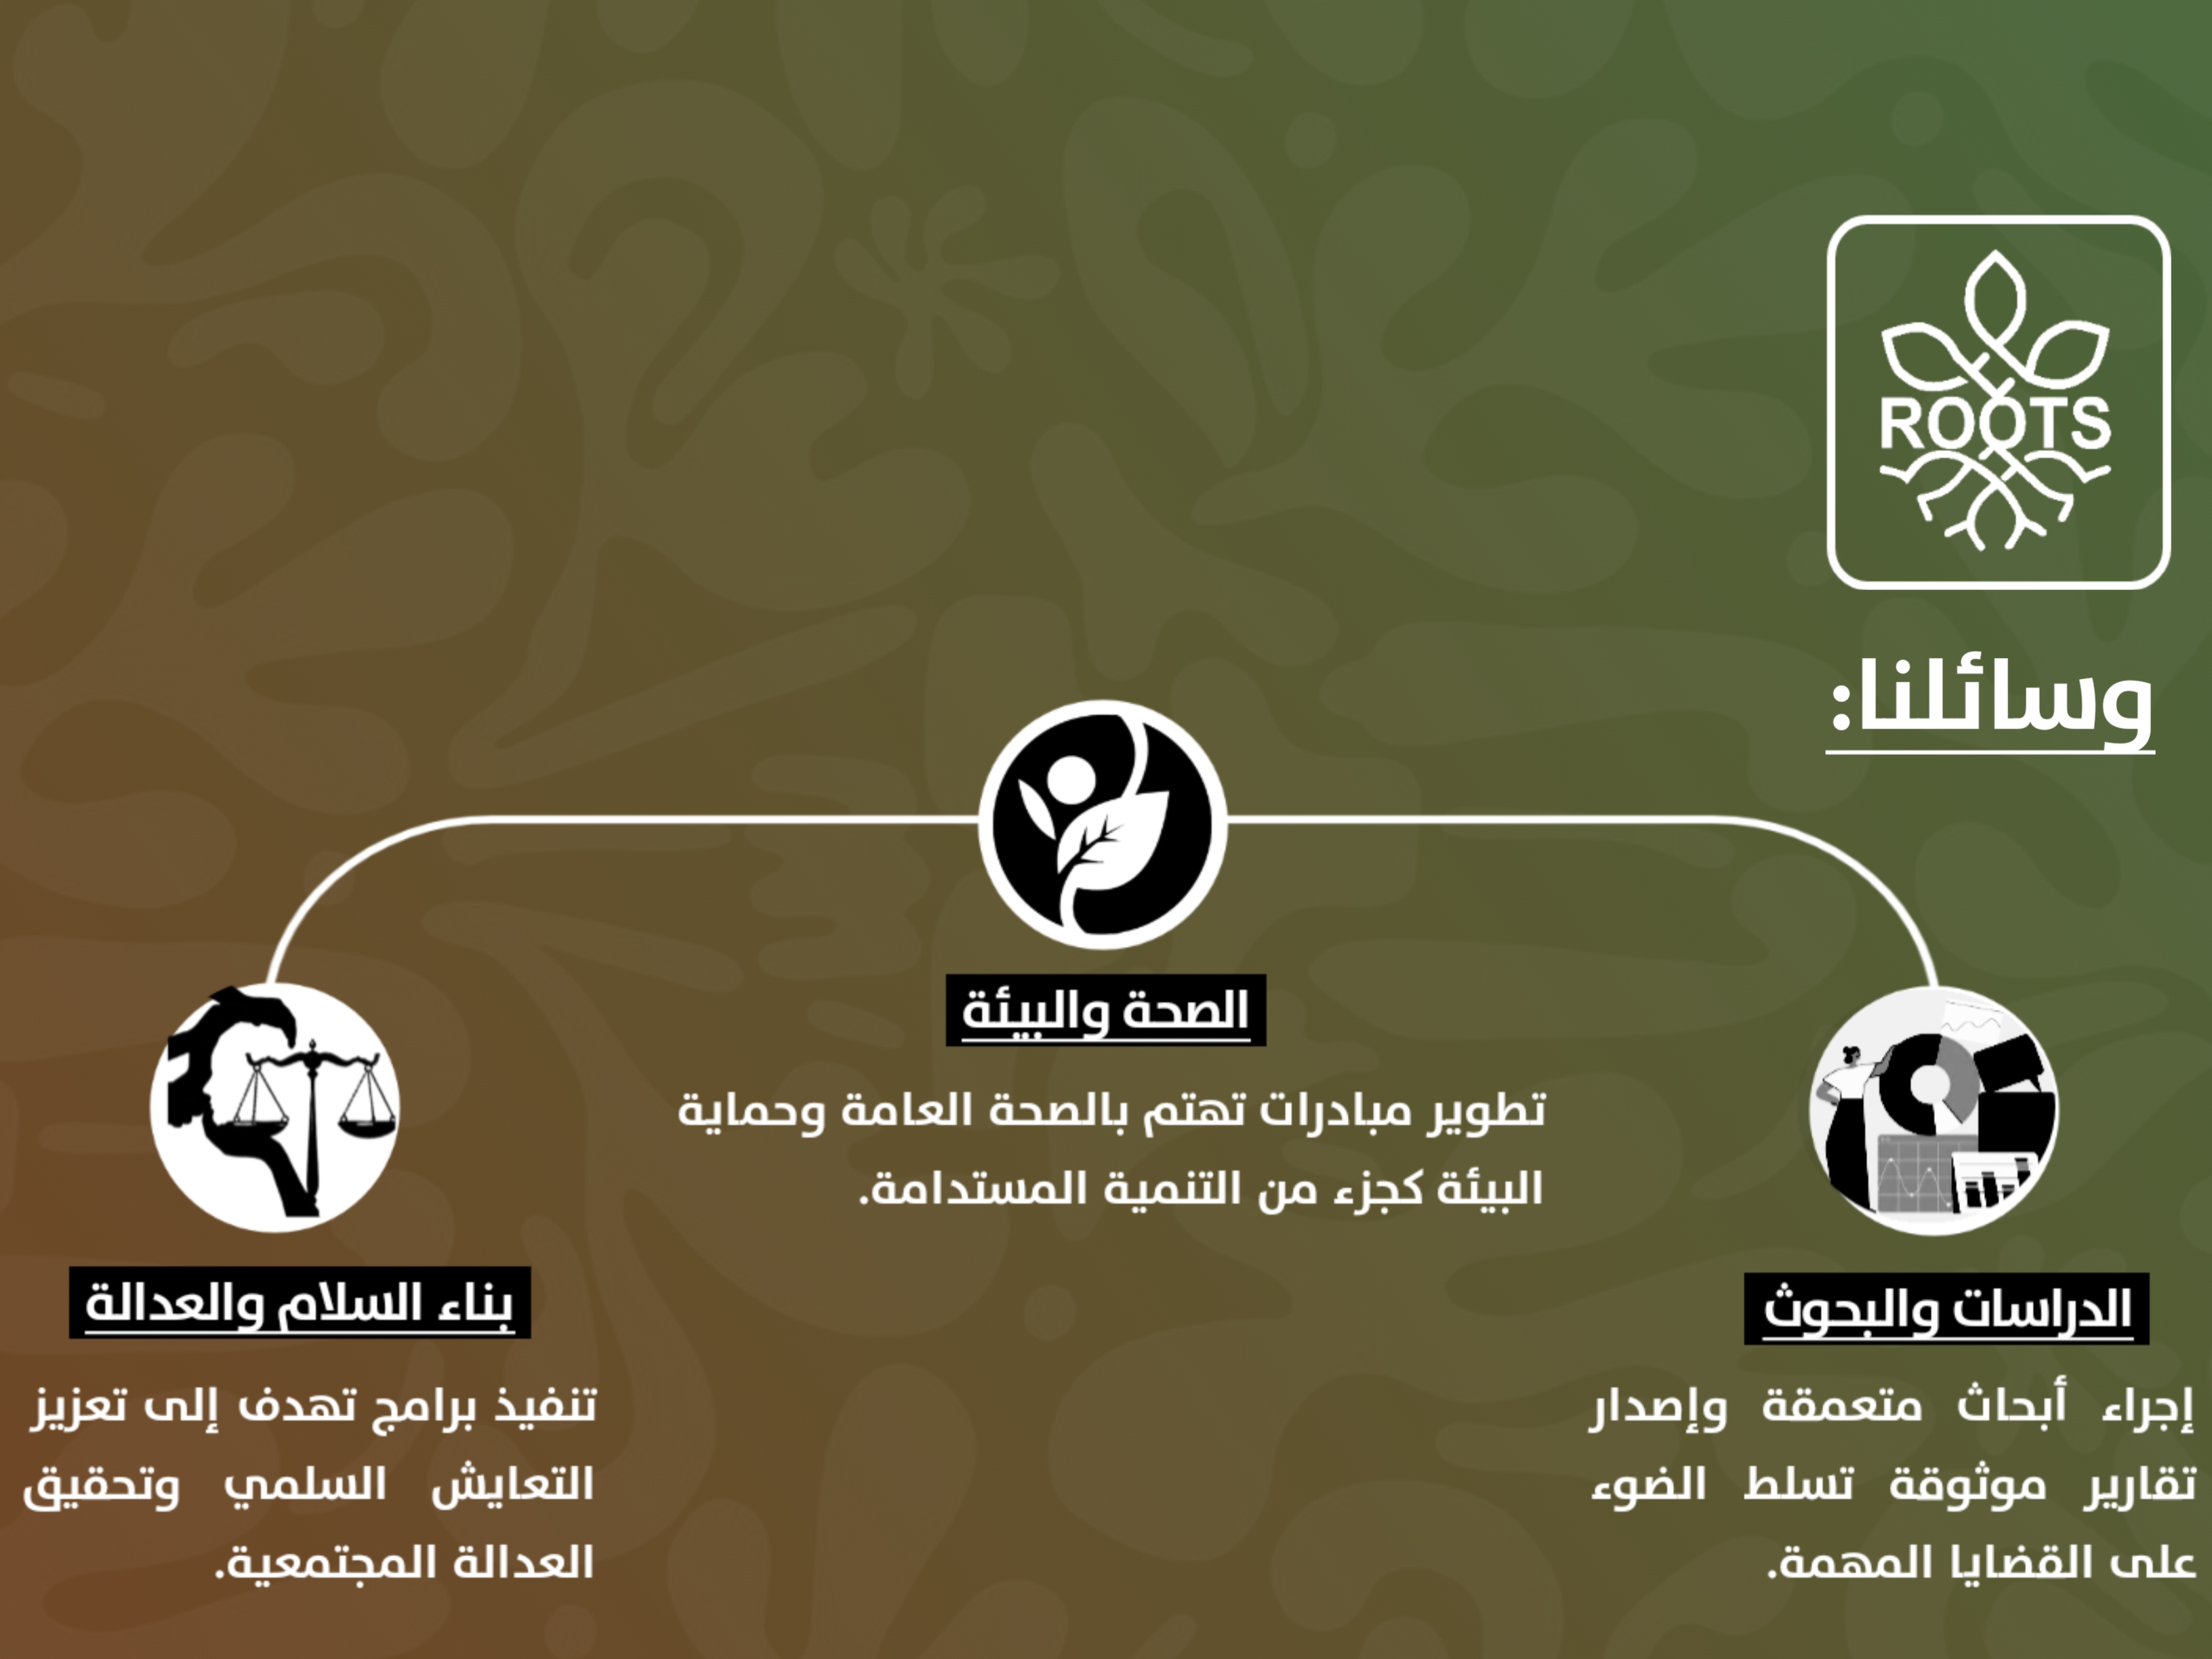 ROOTS
وسائلنا:
الدراسات والبحوث
إجراء أبحاث متعمقة وإصدار
تقارير موثوقة تسلط الضوء
على القضايا المهمة.
الصحة والبيئة
تطوير مبادرات تهتم بالصحة العامة وحماية
البيئة كجزء من التنمية المستدامة.
بناء السلام والعدالة
تنفيذ برامج تهدف إلى تعزيز
التعايش السلمي وتحقيق
العدالة المجتمعية.